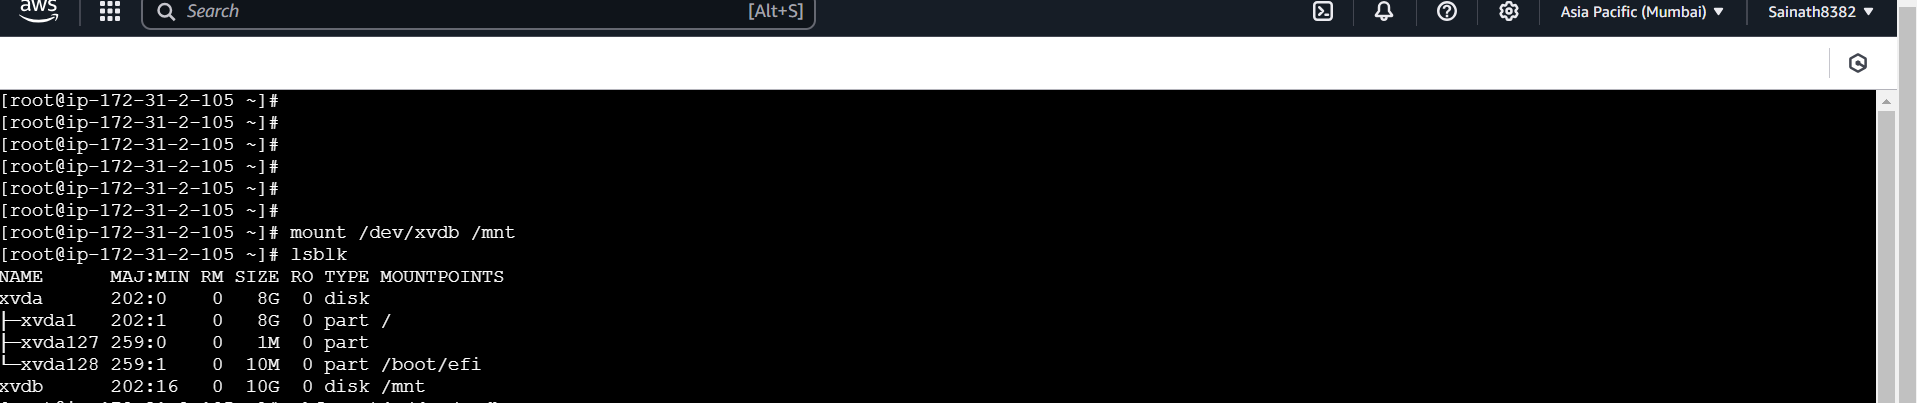 aws Search [Alt+S] Asia Pacific (Mumbai) ▼ Sainath8382 ▼
[root@ip-172-31-2-105 ~]#
[root@ip-172-31-2-105 ~]#
[root@ip-172-31-2-105 ~]#
[root@ip-172-31-2-105 ~]#
[root@ip-172-31-2-105 ~]#
[root@ip-172-31-2-105 ~]#
[root@ip-172-31-2-105 ~]# mount /dev/xvdb /mnt
[root@ip-172-31-2-105 ~]# lsblk
NAME      MAJ:MIN RM SIZE RO TYPE MOUNTPOINTS
xvda      202:0    0   8G  0 disk
├─xvda1   202:1    0   8G  0 part /
├─xvda127 259:0    0   1M  0 part
└─xvda128 259:1    0  10M  0 part /boot/efi
xvdb      202:16   0  10G  0 disk /mnt